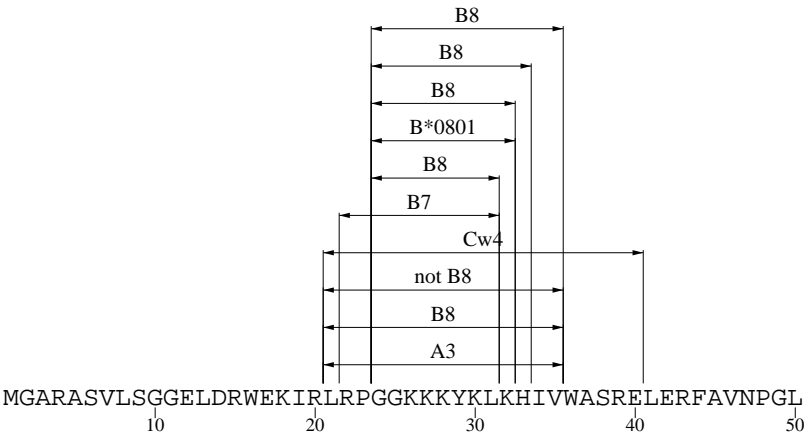 B8
B8
B8
B*0801
B8
B7
Cw4
not B8
B8
A3
MGARASVLSGGELDRWEKIRLRPGGKKKYKLKHIVWASRELERFAVNPGL
10 20 30 40 50